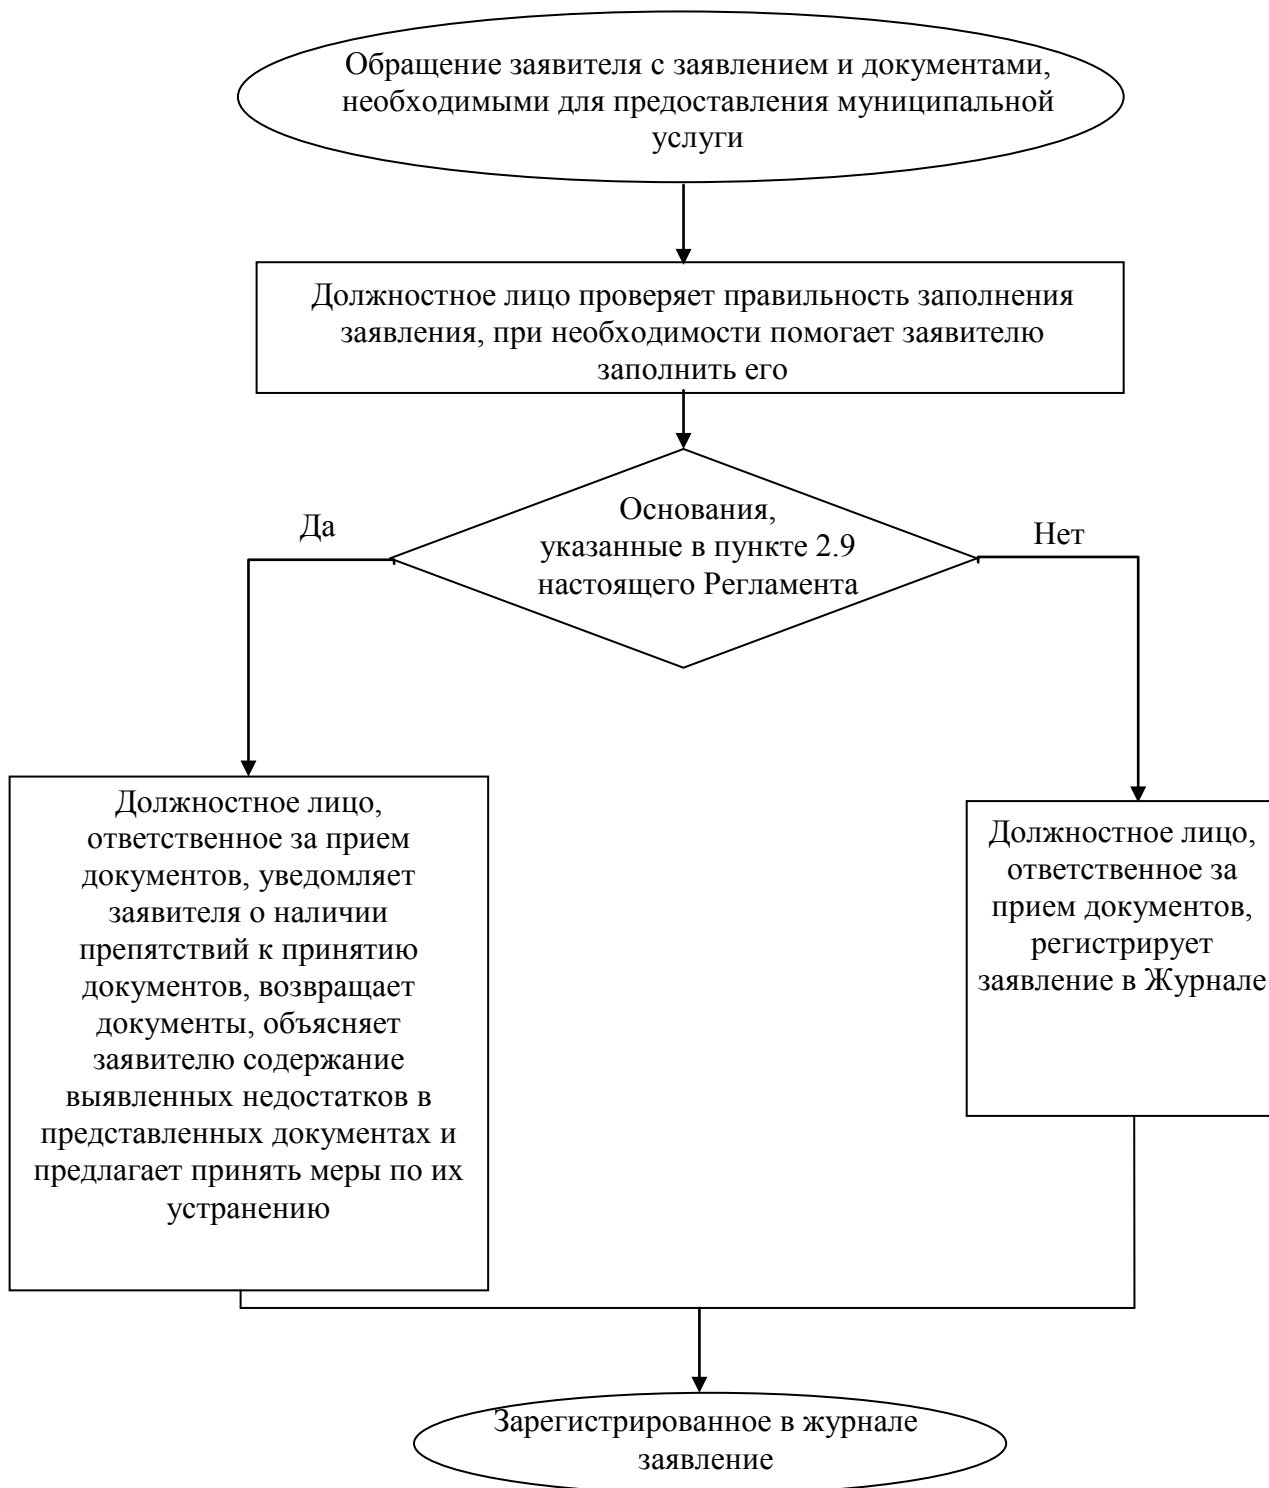 Обращение заявителя с заявлением и документами,
необходимыми для предоставления муниципальной
услуги
Должностное лицо проверяет правильность заполнения
заявления, при необходимости помогает заявителю
заполнить его
Основания,
указанные в пункте 2.9
настоящего Регламента
Да
Нет
Должностное лицо,
ответственное за прием
документов, уведомляет
заявителя о наличии
препятствий к принятию
документов, возвращает
документы, объясняет
заявителю содержание
выявленных недостатков в
представленных документах и
предлагает принять меры по их
устранению
Должностное лицо,
ответственное за
прием документов,
регистрирует
заявление в Журнале
Зарегистрированное в журнале
заявление